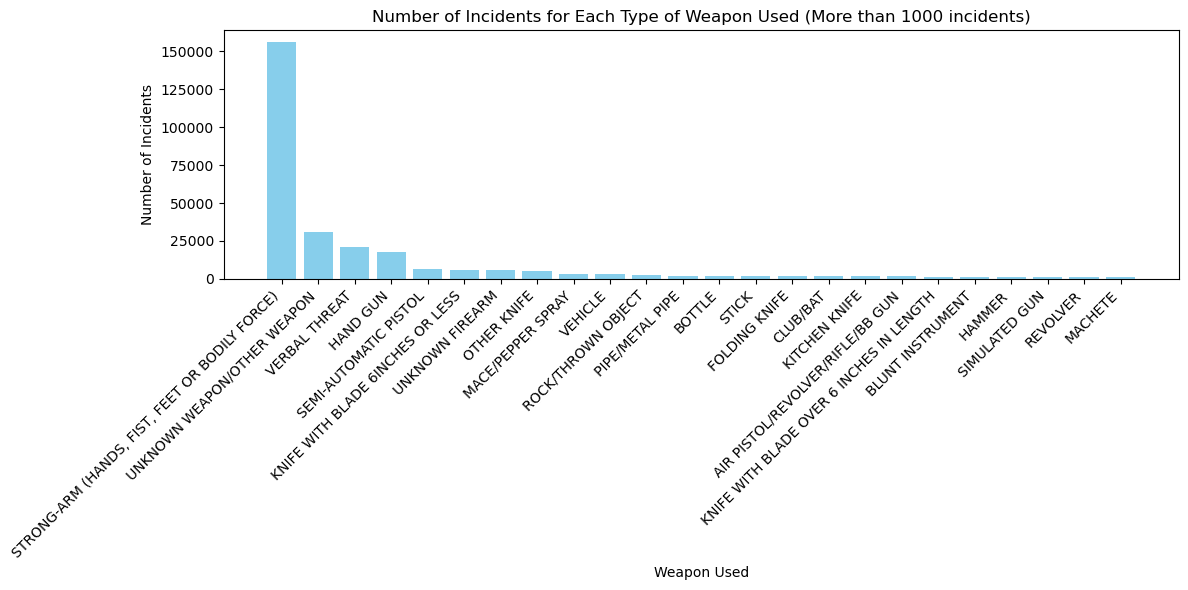 Number of Incidents for Each Type of Weapon Used (More than 1000 incidents)
Number of Incidents
150000
125000
100000
75000
50000
25000
0
STRONG-ARM (HANDS, FIST, FEET OR BODILY FORCE)
UNKNOWN WEAPON/OTHER WEAPON
VERBAL THREAT
HAND GUN
SEMI-AUTOMATIC PISTOL
KNIFE WITH BLADE 6INCHES OR LESS
UNKNOWN FIREARM
OTHER KNIFE
MACE/PEPPER SPRAY
VEHICLE
ROCK/THROWN OBJECT
PIPE/METAL PIPE
BOTTLE
STICK
FOLDING KNIFE
CLUB/BAT
KITCHEN KNIFE
AIR PISTOL/REVOLVER/RIFLE/BB GUN
KNIFE WITH BLADE OVER 6 INCHES IN LENGTH
BLUNT INSTRUMENT
HAMMER
SIMULATED GUN
REVOLVER
MACHETE
Weapon Used